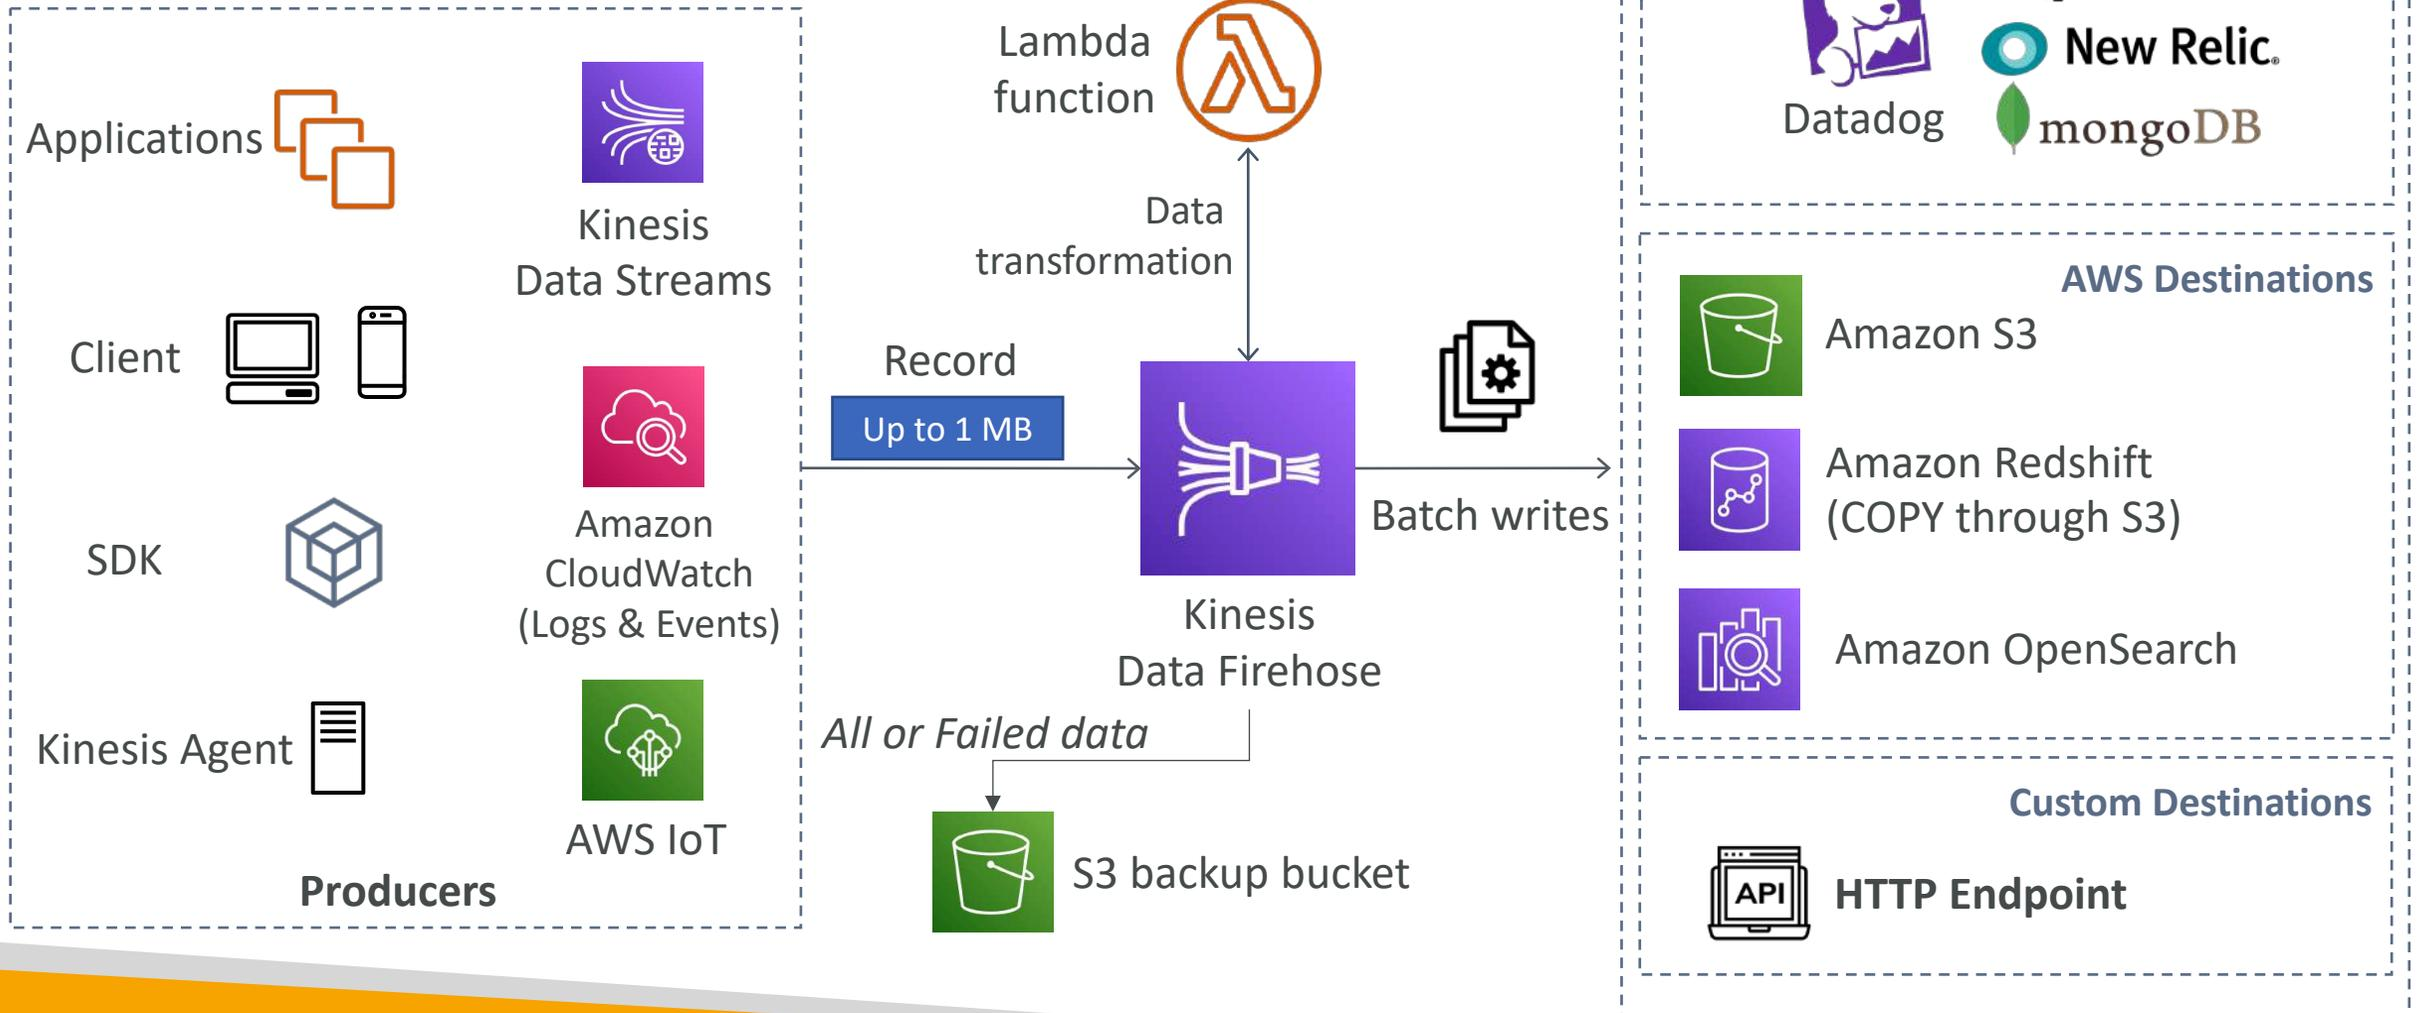 Applications
Kinesis
Data Streams
Client
Amazon
CloudWatch
(Logs & Events)
SDK
Kinesis Agent
AWS IoT
Producers
Lambda
function
Data
transformation
Record
Up to 1 MB
Kinesis
Data Firehose
Batch writes
All or Failed data
S3 backup bucket
New Relic®
Datadog
mongoDB
AWS Destinations
Amazon S3
Amazon Redshift
(COPY through S3)
Amazon OpenSearch
Custom Destinations
API
HTTP Endpoint